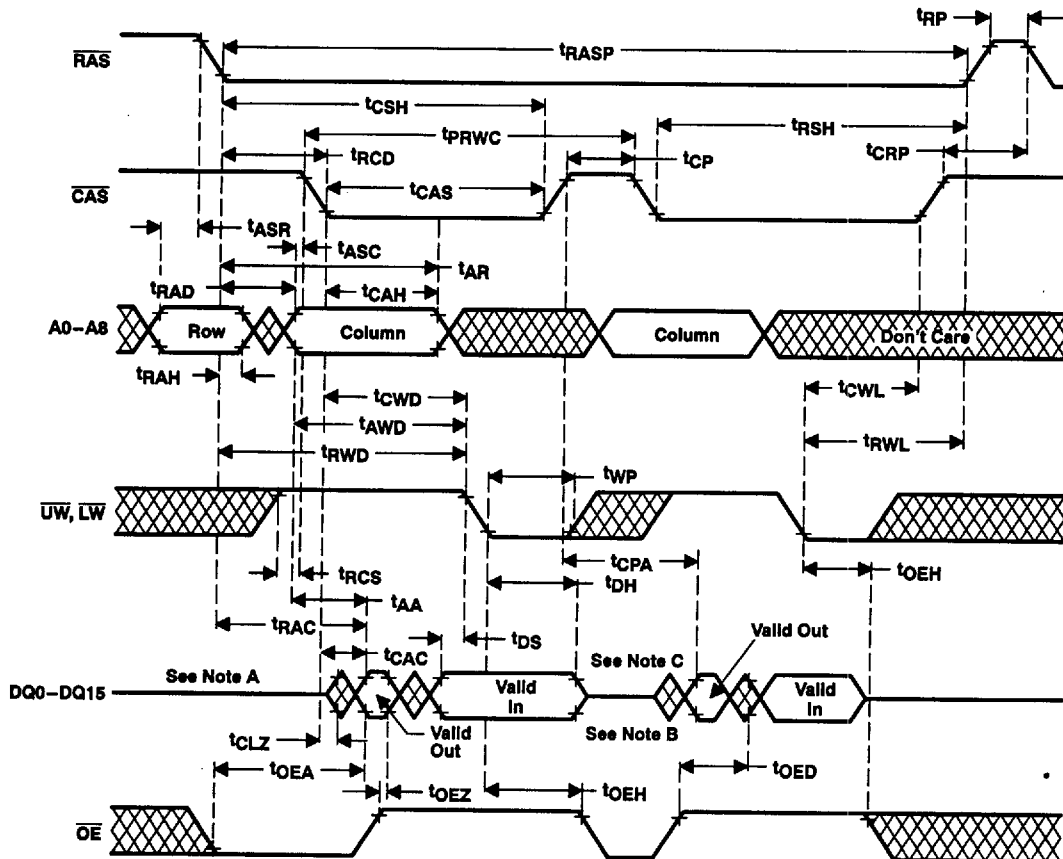 tRP
RAS
tRASP
tCSH
tPRWC
tRSH
tRCD
tCP
tCRP
CAS
tCAS
tASR
tASC
tAR
tRAD
tCAH
A0–A8
Row
Column
Column
Don't Care
tRAH
tCWD
tCWL
tAWD
tRWL
tRWD
tWP
UW, LW
tCPA
tOEH
tRCS
tDH
tAA
tRAC
tDS
Valid Out
tCAC
See Note A
See Note C
DQ0–DQ15
Valid
In
Valid
In
See Note B
tCLZ
Valid
Out
tOEA
tOED
tOEZ
tOEH
OE